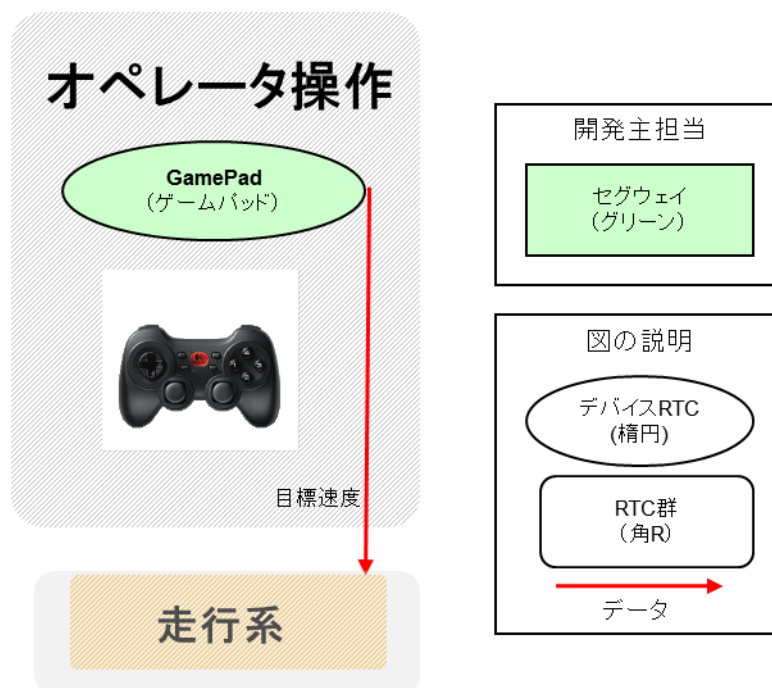 オペレータ操作
GamePad
（ゲームパッド）
目標速度
走行系
開発主担当
セグウェイ
（グリーン）
図の説明
デバイスRTC
(楕円)
RTC群
（角R）
データ